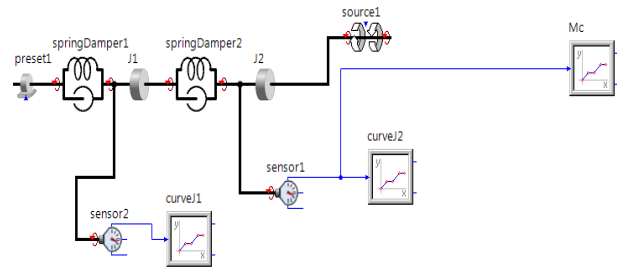 source1
Mc
springDamper1
J1
springDamper2
J2
preset1
y
x
sensor1
curveJ2
y
x
sensor2
curveJ1
y
x